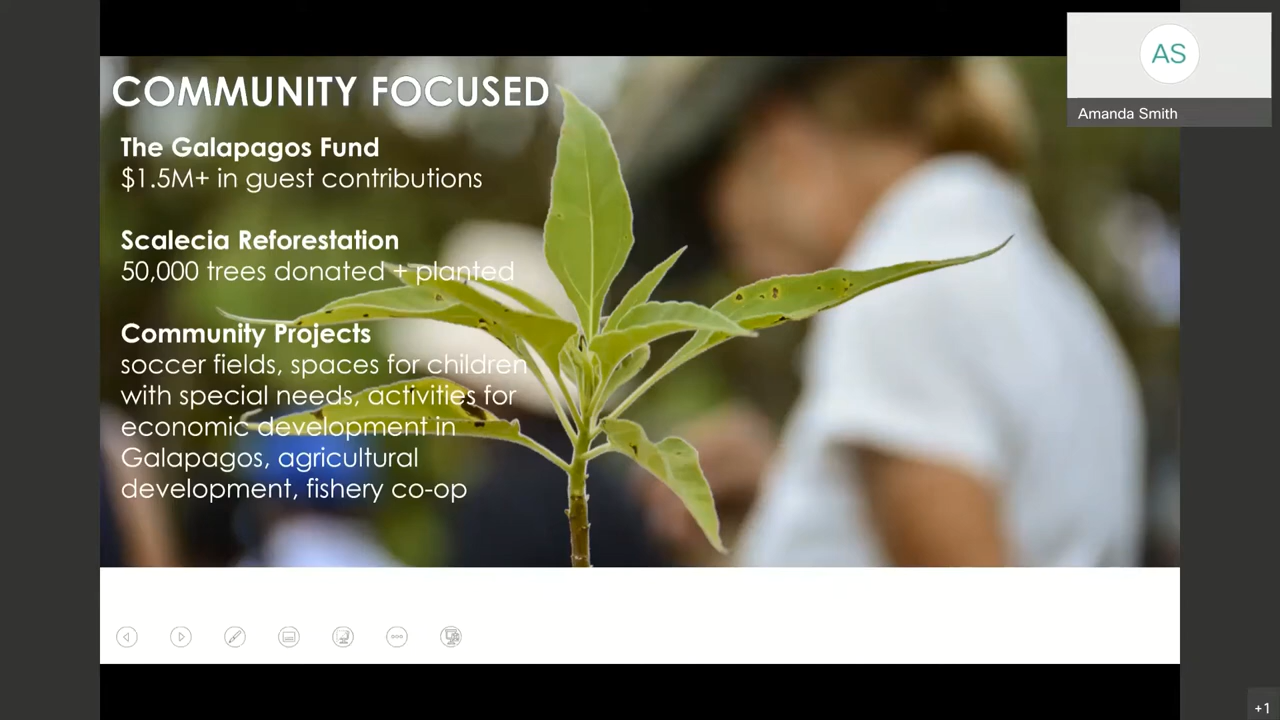 COMMUNITY FOCUSED
The Galapagos Fund
$1.5M+ in guest contributions
Scalecia Reforestation
50,000 trees donated + planted
Community Projects
soccer fields, spaces for children
with special needs, activities for
economic development in
Galapagos, agricultural
development, fishery co-op
AS
Amanda Smith
+1